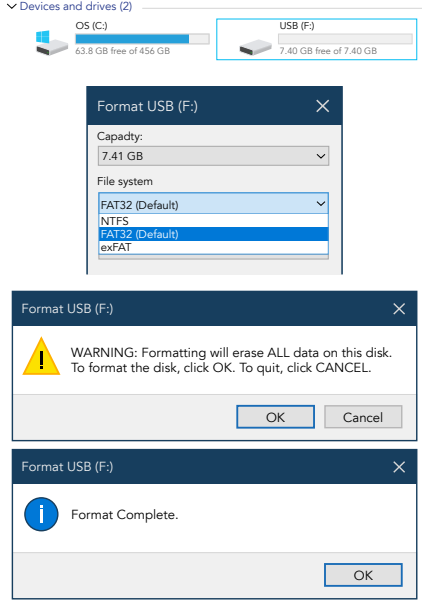 Devices and drives (2)
OS (C:)
63.8 GB free of 456 GB
USB (F:)
7.40 GB free of 7.40 GB
Format USB (F:)
Capadty:
7.41 GB
File system
FAT32 (Default)
NTFS
FAT32 (Default)
exFAT
Format USB (F:)
WARNING: Formatting will erase ALL data on this disk.
To format the disk, click OK. To quit, click CANCEL.
OK
Cancel
Format USB (F:)
Format Complete.
OK